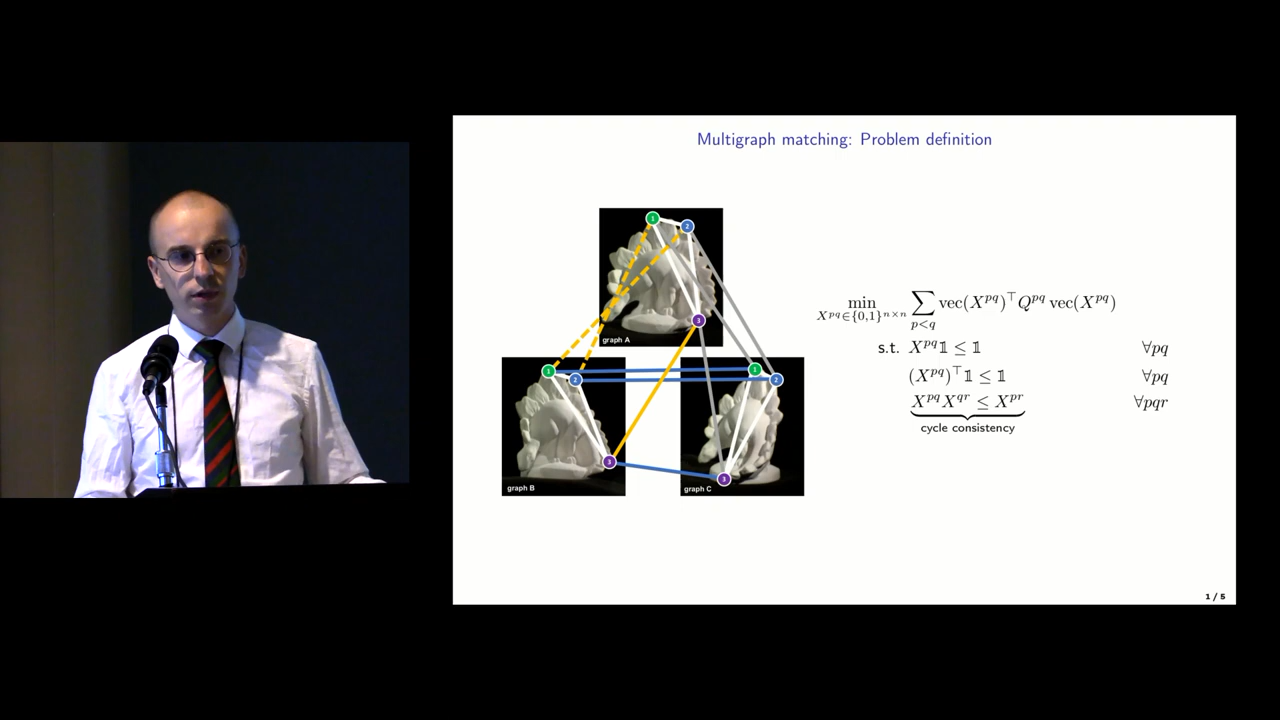 Multigraph matching: Problem definition
1
2
3
graph A
1
2
3
graph B
1
2
3
graph C
min X^{pq}∈{0,1}^{n×n} ∑_{p<q} vec(X^{pq})^⊤ Q^{pq} vec(X^{pq})
s.t. X^{pq}𝟙 ≤ 𝟙 ∀pq
(X^{pq})^⊤𝟙 ≤ 𝟙 ∀pq
X^{pq}X^{qr} ≤ X^{pr} ∀pqr
cycle consistency
1 / 5